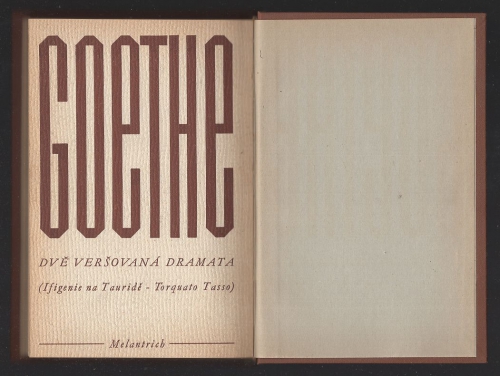 GOETHE
DVĚ VERŠOVANÁ DRAMATA
(Ifigenie na Tauridě - Torquato Tasso)
Melantrich